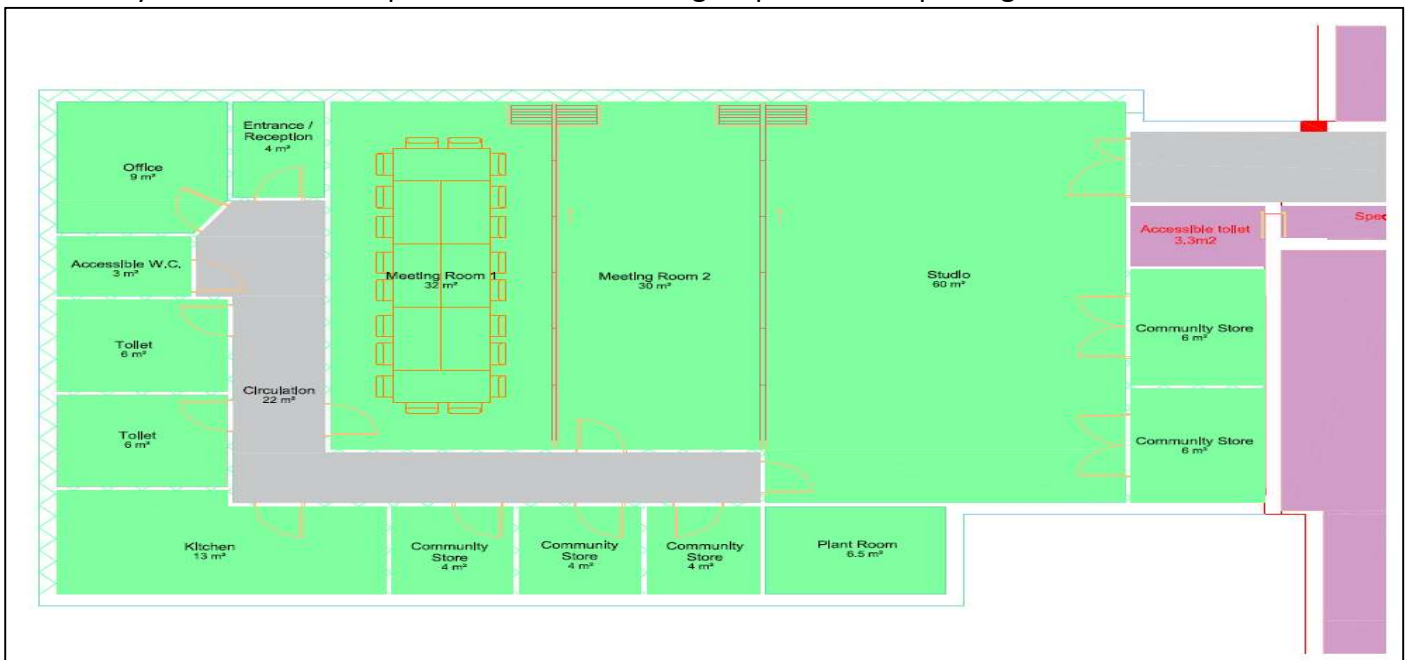 Entrance /
Reception
4 m²
Office
9 m²
Accessible W.C.
3 m²
Toilet
6 m²
Toilet
6 m²
Circulation
22 m²
Meeting Room 1
32 m²
Meeting Room 2
30 m²
Studio
60 m²
Accessible toilet
3.3m2
Community Store
6 m²
Community Store
6 m²
Kitchen
13 m²
Community
Store
4 m²
Community
Store
4 m²
Community
Store
4 m²
Plant Room
6.5 m²